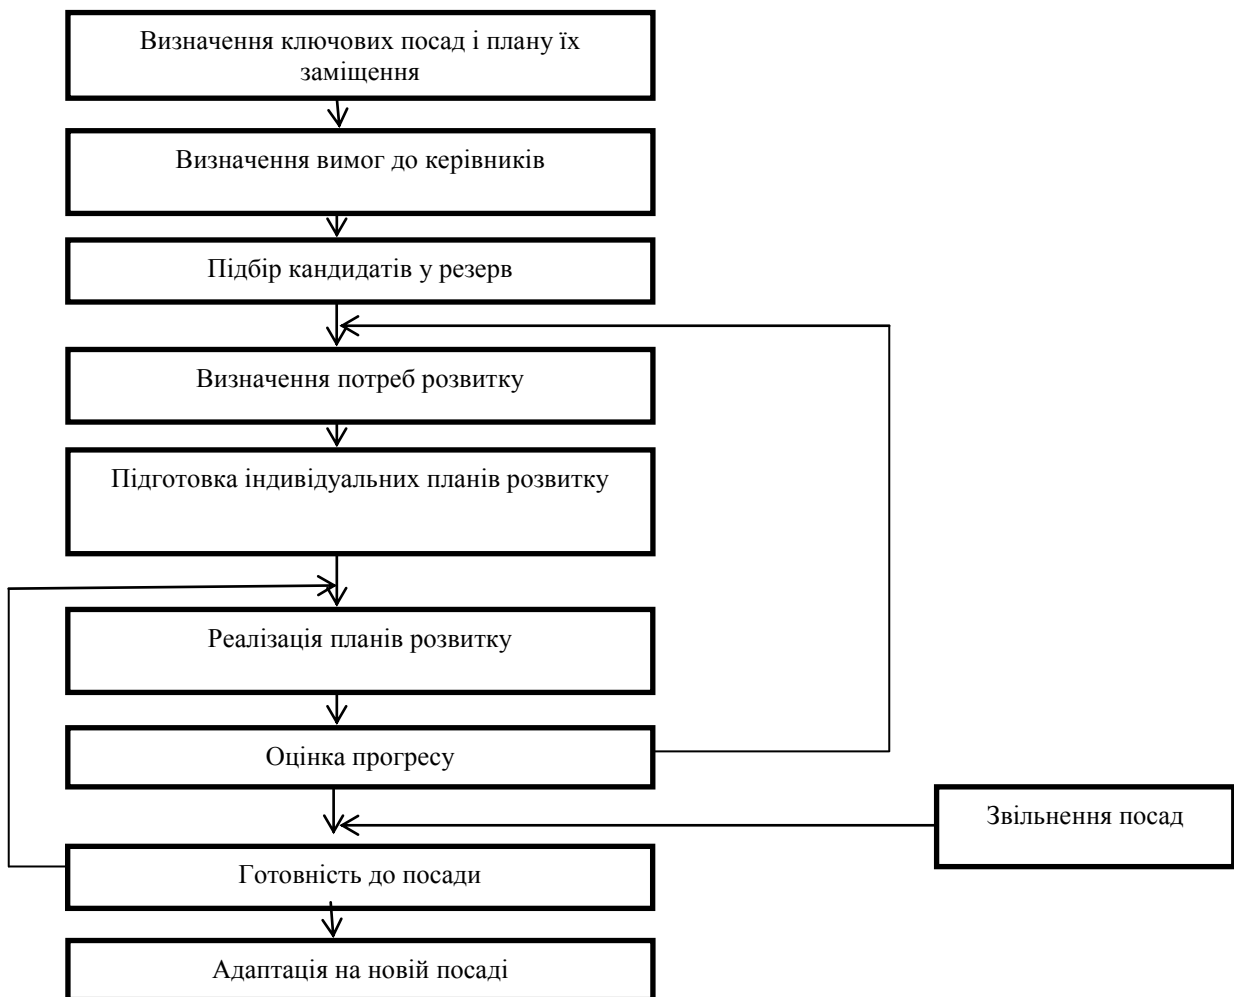 Визначення ключових посад і плану їх
заміщення
Визначення вимог до керівників
Підбір кандидатів у резерв
Визначення потреб розвитку
Підготовка індивідуальних планів розвитку
Реалізація планів розвитку
Оцінка прогресу
Звільнення посад
Готовність до посади
Адаптація на новій посаді